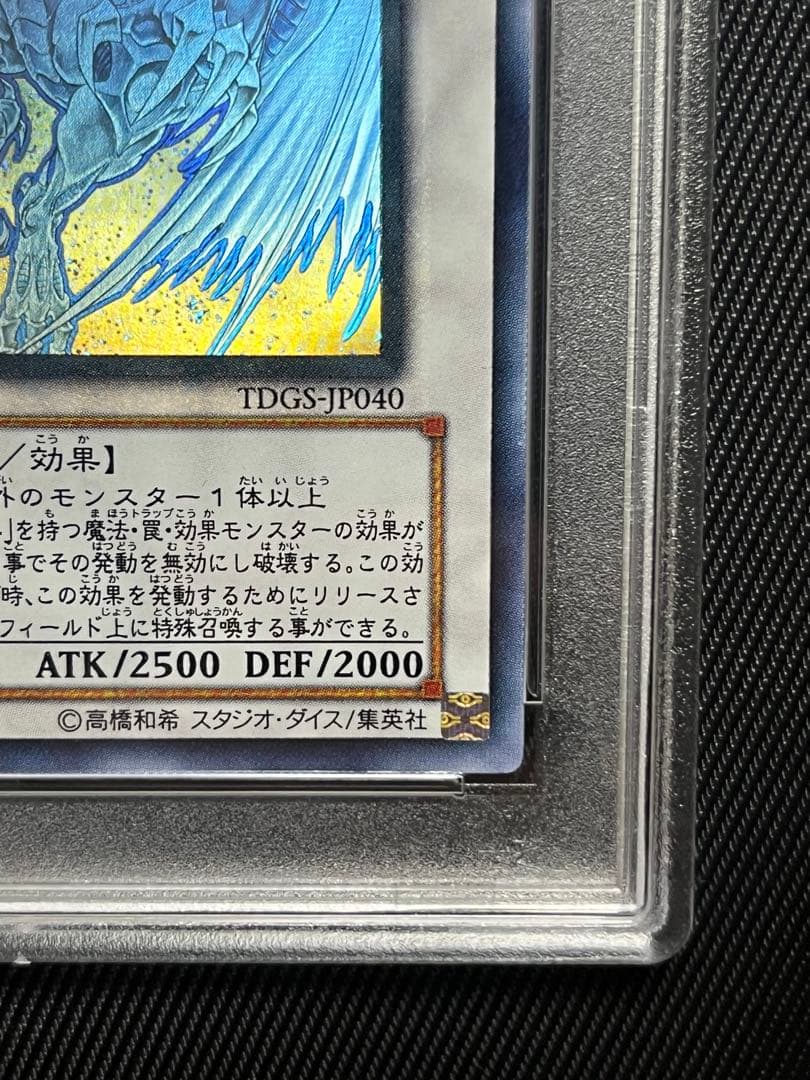 TDGS-JP040
／効果】
外のモンスター１体以上
」を持つ魔法・罠・効果モンスターの効果が
事でその発動を無効にし破壊する。この効
時、この効果を発動するためにリリースさ
フィールド上に特殊召喚する事ができる。
ATK/2500 DEF/2000
©高橋和希 スタジオ・ダイス/集英社